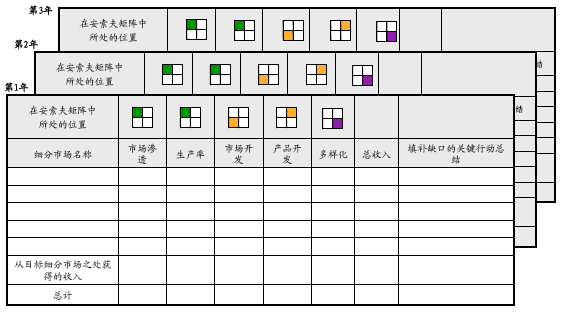 第3年
在安索夫矩阵中
所处的位置
第2年
在安索夫矩阵中
所处的位置
结
第1年
在安索夫矩阵中
所处的位置
结
细分市场名称
市场渗
透
生产率
市场开
发
产品开
发
多样化
总收入
填补缺口的关键行动总
结
从目标细分市场之处获
得的收入
总计